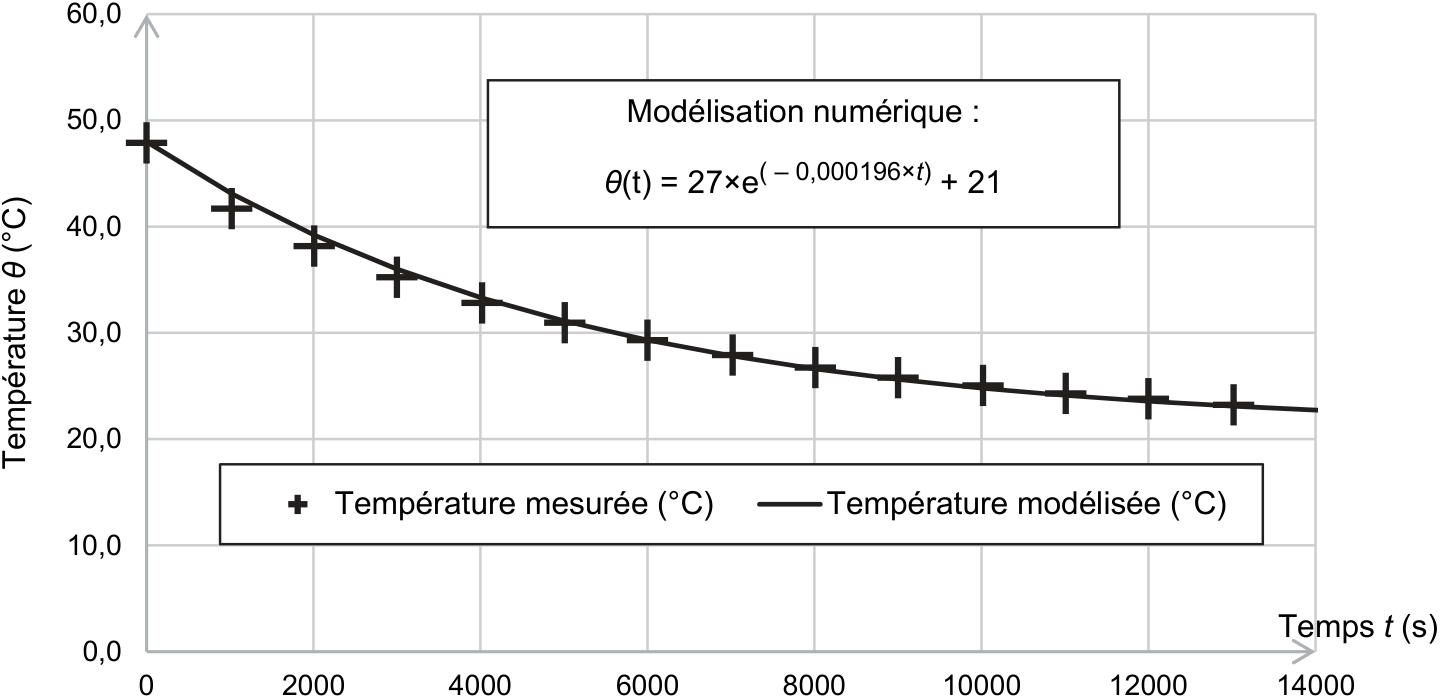 60,0
50,0
40,0
30,0
20,0
10,0
0,0
Température θ (°C)
Modélisation numérique :
θ(t) = 27×e^( – 0,000196×t) + 21
Température mesurée (°C) Température modélisée (°C)
Temps t (s)
0 2000 4000 6000 8000 10000 12000 14000